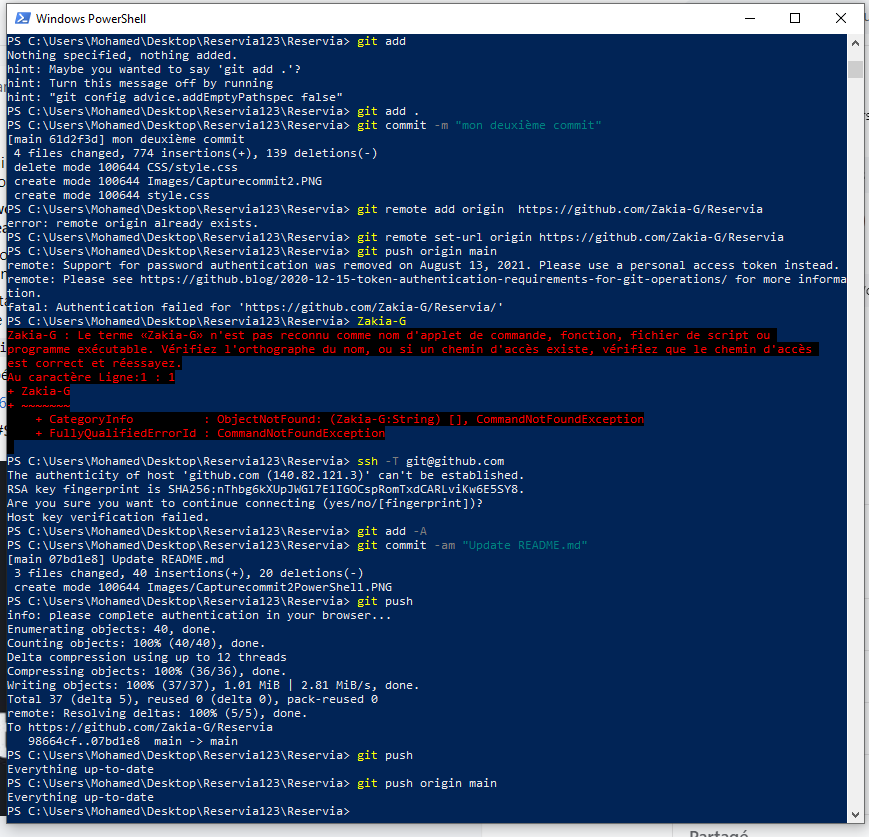 Windows PowerShell
PS C:\Users\Mohamed\Desktop\Reservia123\Reservia> git add
Nothing specified, nothing added.
hint: Maybe you wanted to say 'git add .'?
hint: Turn this message off by running
hint: "git config advice.addEmptyPathspec false"
PS C:\Users\Mohamed\Desktop\Reservia123\Reservia> git add .
PS C:\Users\Mohamed\Desktop\Reservia123\Reservia> git commit -m "mon deuxième commit"
[main 61d2f3d] mon deuxième commit
 4 files changed, 774 insertions(+), 139 deletions(-)
 delete mode 100644 CSS/style.css
 create mode 100644 Images/Capturecommit2.PNG
 create mode 100644 style.css
PS C:\Users\Mohamed\Desktop\Reservia123\Reservia> git remote add origin  https://github.com/Zakia-G/Reservia
error: remote origin already exists.
PS C:\Users\Mohamed\Desktop\Reservia123\Reservia> git remote set-url origin https://github.com/Zakia-G/Reservia
PS C:\Users\Mohamed\Desktop\Reservia123\Reservia> git push origin main
remote: Support for password authentication was removed on August 13, 2021. Please use a personal access token instead.
remote: Please see https://github.blog/2020-12-15-token-authentication-requirements-for-git-operations/ for more informa
tion.
fatal: Authentication failed for 'https://github.com/Zakia-G/Reservia/'
PS C:\Users\Mohamed\Desktop\Reservia123\Reservia> Zakia-G
Zakia-G : Le terme «Zakia-G» n'est pas reconnu comme nom d'applet de commande, fonction, fichier de script ou
programme exécutable. Vérifiez l'orthographe du nom, ou si un chemin d'accès existe, vérifiez que le chemin d'accès
est correct et réessayez.
Au caractère Ligne:1 : 1
+ Zakia-G
+ ~~~~~~~
    + CategoryInfo          : ObjectNotFound: (Zakia-G:String) [], CommandNotFoundException
    + FullyQualifiedErrorId : CommandNotFoundException
PS C:\Users\Mohamed\Desktop\Reservia123\Reservia> ssh -T git@github.com
The authenticity of host 'github.com (140.82.121.3)' can't be established.
RSA key fingerprint is SHA256:nThbg6kXUpJWGl7E1IGOCspRomTxdCARLviKw6E5SY8.
Are you sure you want to continue connecting (yes/no/[fingerprint])?
Host key verification failed.
PS C:\Users\Mohamed\Desktop\Reservia123\Reservia> git add -A
PS C:\Users\Mohamed\Desktop\Reservia123\Reservia> git commit -am "Update README.md"
[main 07bd1e8] Update README.md
 3 files changed, 40 insertions(+), 20 deletions(-)
 create mode 100644 Images/Capturecommit2PowerShell.PNG
PS C:\Users\Mohamed\Desktop\Reservia123\Reservia> git push
info: please complete authentication in your browser...
Enumerating objects: 40, done.
Counting objects: 100% (40/40), done.
Delta compression using up to 12 threads
Compressing objects: 100% (36/36), done.
Writing objects: 100% (37/37), 1.01 MiB | 2.81 MiB/s, done.
Total 37 (delta 5), reused 0 (delta 0), pack-reused 0
remote: Resolving deltas: 100% (5/5), done.
To https://github.com/Zakia-G/Reservia
   98664cf..07bd1e8  main -> main
PS C:\Users\Mohamed\Desktop\Reservia123\Reservia> git push
Everything up-to-date
PS C:\Users\Mohamed\Desktop\Reservia123\Reservia> git push origin main
Everything up-to-date
PS C:\Users\Mohamed\Desktop\Reservia123\Reservia>